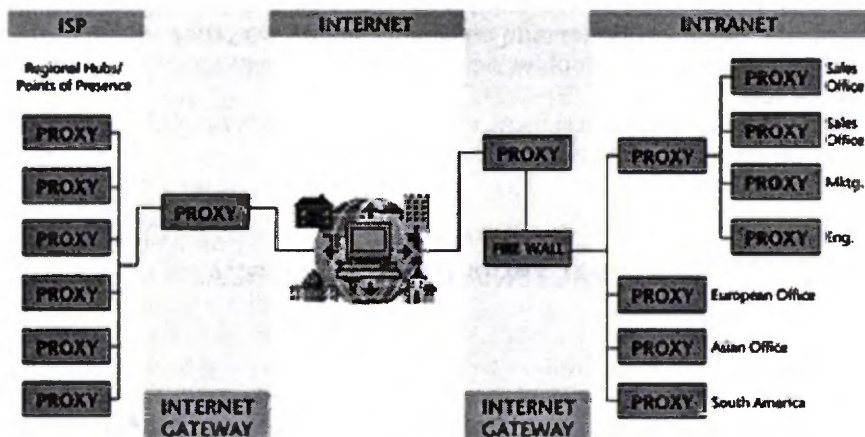 ISP
INTERNET
INTRANET
Regional Hubs/
Points of Presence
PROXY
PROXY
PROXY
PROXY
PROXY
PROXY
PROXY
INTERNET
GATEWAY
PROXY
FIRE WALL
INTERNET
GATEWAY
PROXY
PROXY
Sales
Office
PROXY
Sales
Office
PROXY
Mktg.
PROXY
Eng.
PROXY
European Office
PROXY
Asian Office
PROXY
South America